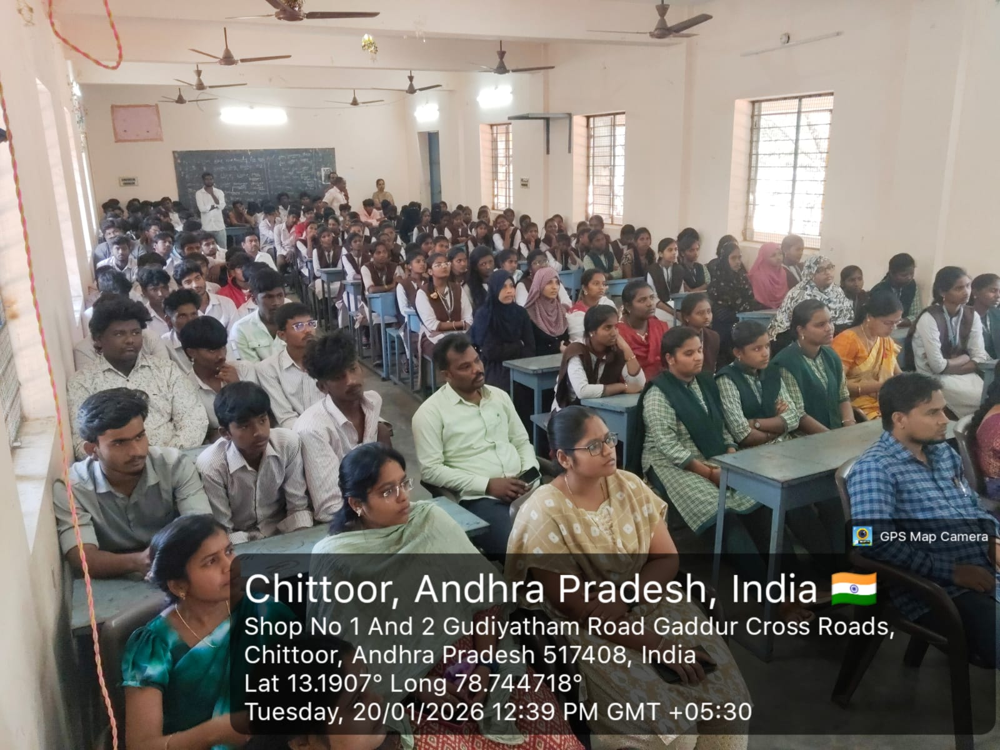 GPS Map Camera
Chittoor, Andhra Pradesh, India 🇮🇳
Shop No 1 And 2 Gudiyatham Road Gaddur Cross Roads,
Chittoor, Andhra Pradesh 517408, India
Lat 13.1907° Long 78.744718°
Tuesday, 20/01/2026 12:39 PM GMT +05:30